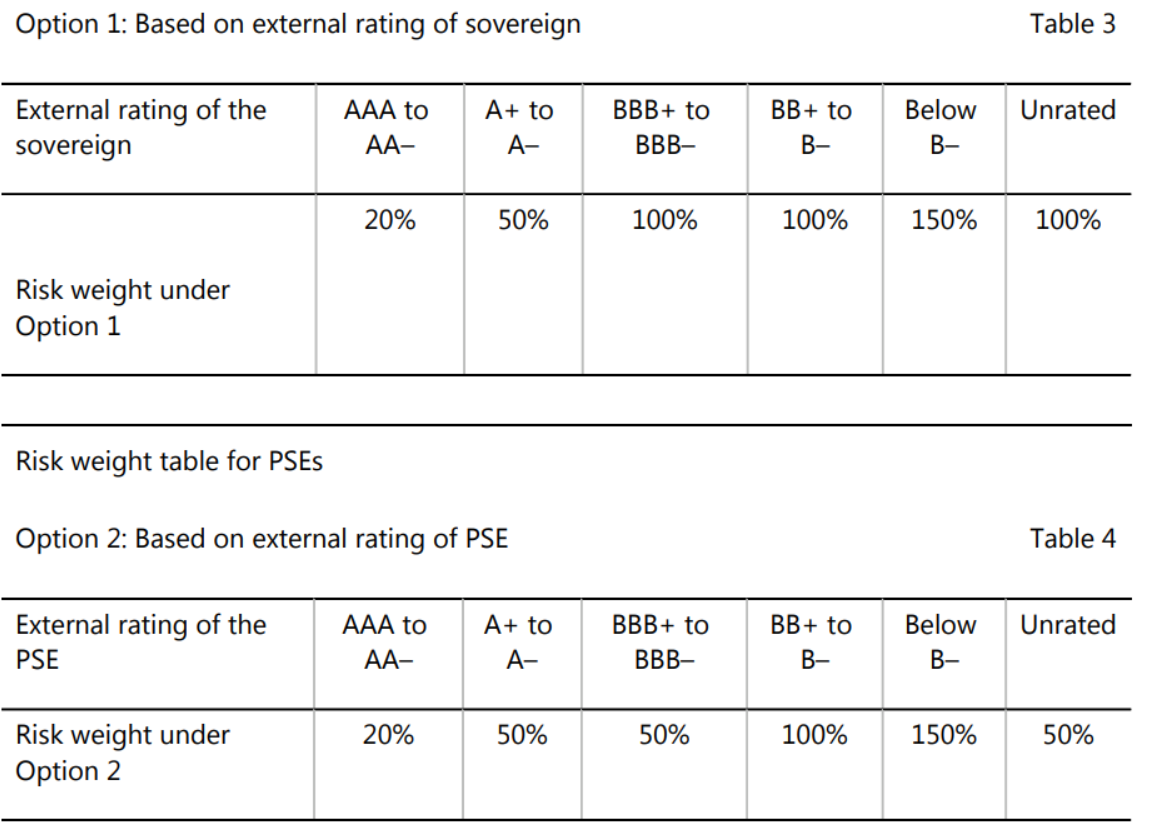 Option 1: Based on external rating of sovereign Table 3
External rating of the AAA to A+ to BBB+ to BB+ to Below Unrated
sovereign AA– A– BBB– B– B–
20% 50% 100% 100% 150% 100%
Risk weight under
Option 1
Risk weight table for PSEs
Option 2: Based on external rating of PSE Table 4
External rating of the AAA to A+ to BBB+ to BB+ to Below Unrated
PSE AA– A– BBB– B– B–
Risk weight under 20% 50% 50% 100% 150% 50%
Option 2